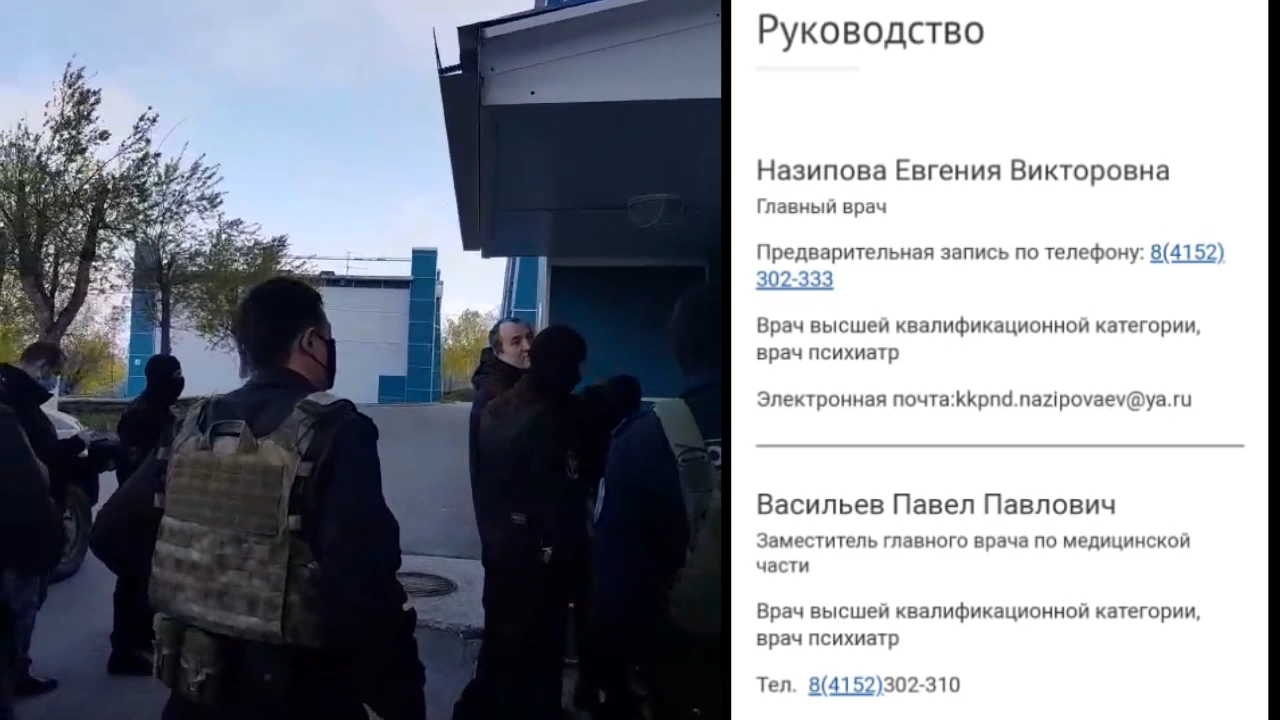 Руководство
Назипова Евгения Викторовна
Главный врач
Предварительная запись по телефону: 8(4152)
302-333
Врач высшей квалификационной категории,
врач психиатр
Электронная почта:kkpnd.nazipovaev@ya.ru
Васильев Павел Павлович
Заместитель главного врача по медицинской
части
Врач высшей квалификационной категории,
врач психиатр
Тел. 8(4152)302-310